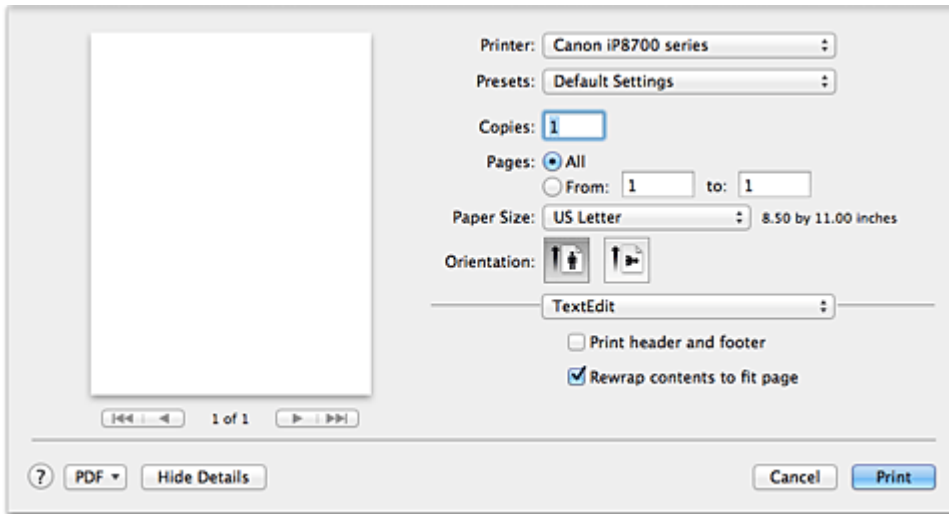 Printer: Canon iP8700 series
Presets: Default Settings
Copies: 1
Pages: All
From: 1 to: 1
Paper Size: US Letter 8.50 by 11.00 inches
Orientation:
TextEdit
Print header and footer
Rewrap contents to fit page
1 of 1
? PDF Hide Details Cancel Print